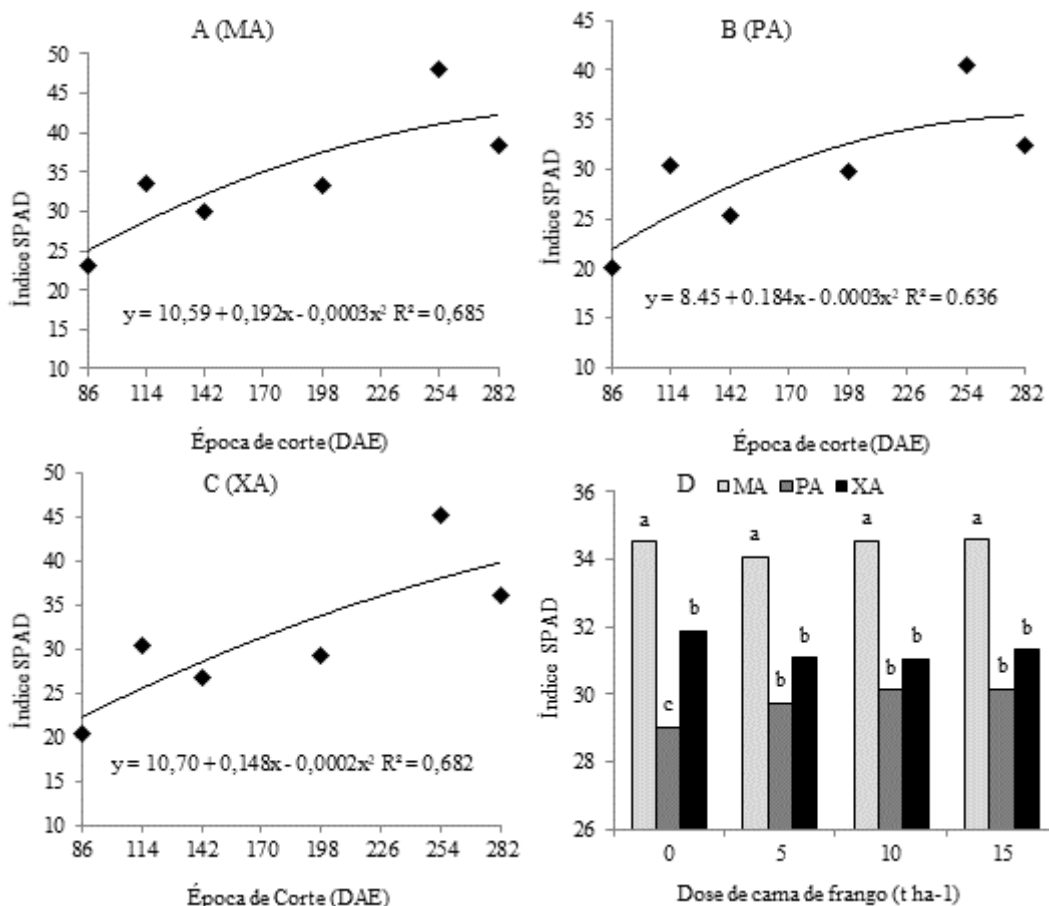 A (MA)
50
45
40
35
30
25
20
15
10
Índice SPAD
y = 10,59 + 0,192x - 0,0003x² R² = 0,685
86 114 142 170 198 226 254 282
Época de corte (DAE)
B (PA)
45
40
35
30
25
20
15
10
Índice SPAD
y = 8.45 + 0.184x - 0.0003x² R² = 0.636
86 114 142 170 198 226 254 282
Época de corte (DAE)
C (XA)
50
45
40
35
30
25
20
15
10
Índice SPAD
y = 10,70 + 0,148x - 0,0002x² R² = 0,682
86 114 142 170 198 226 254 282
Época de Corte (DAE)
D MA PA XA
36
34
32
30
28
26
Índice SPAD
a c b a b b a b b a b b
0 5 10 15
Dose de cama de frango (t ha-1)